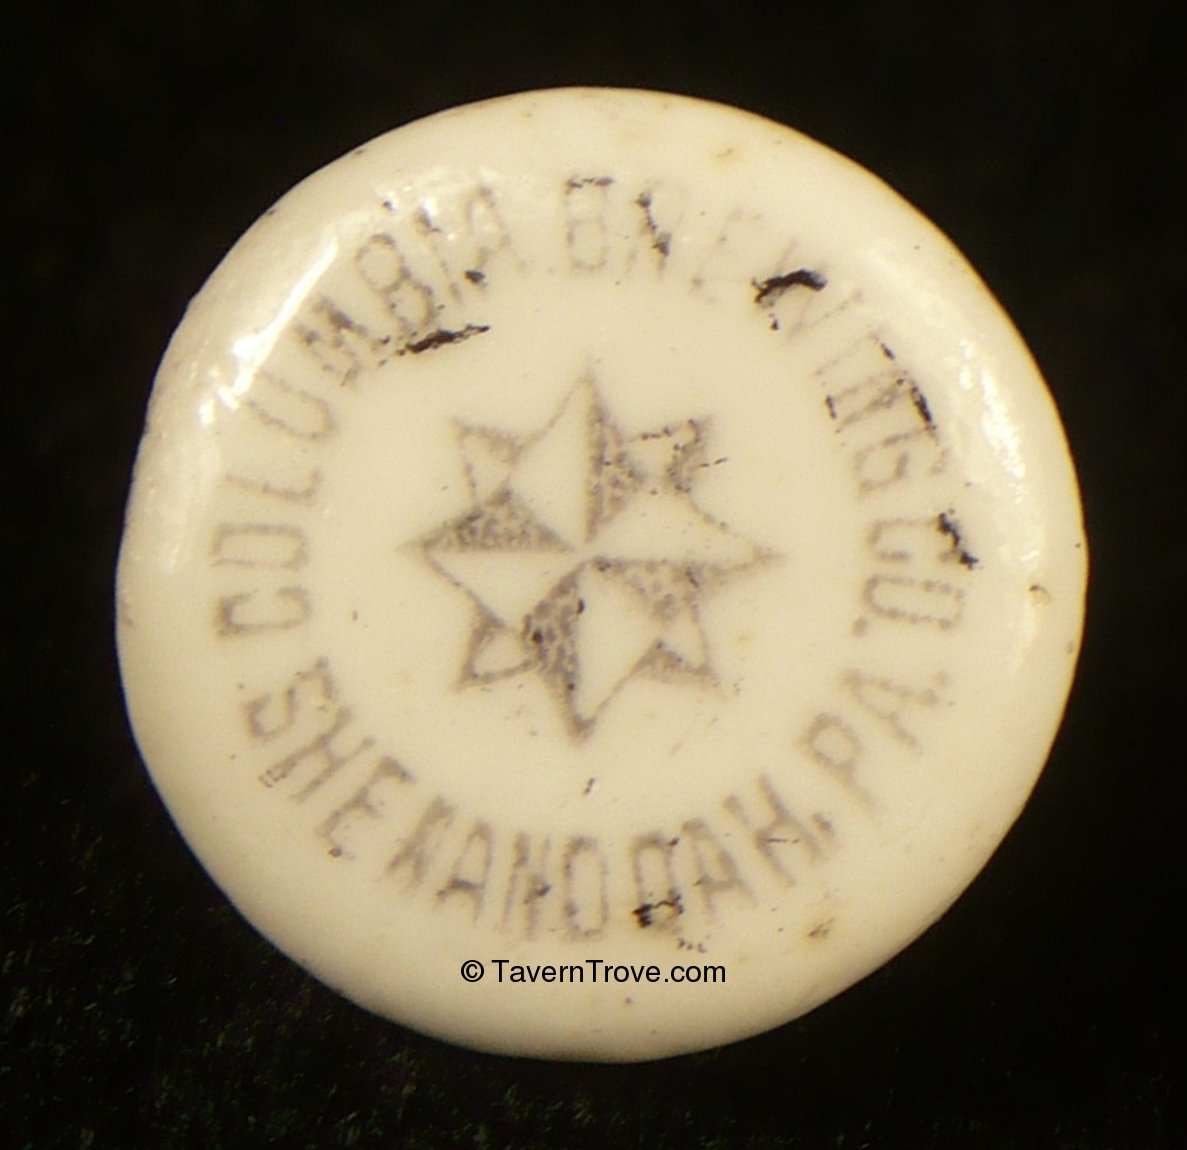 COLUMBIA BREWING CO.
SHENANDOAH, PA.
© TavernTrove.com